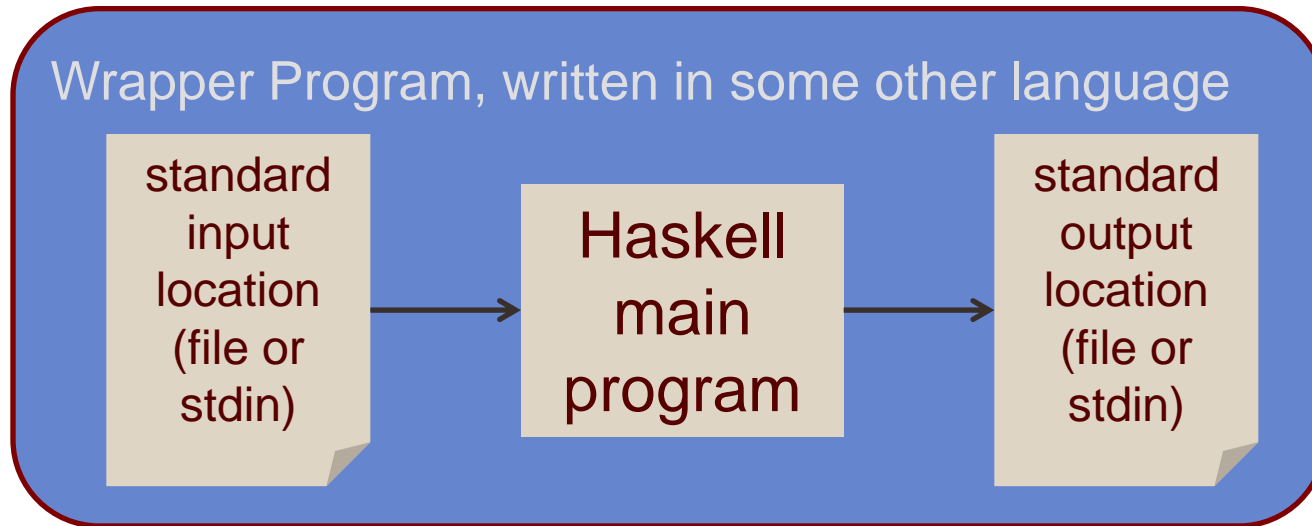 Wrapper Program, written in some other language
standard
input
location
(file or
stdin)
Haskell
main
program
standard
output
location
(file or
stdin)